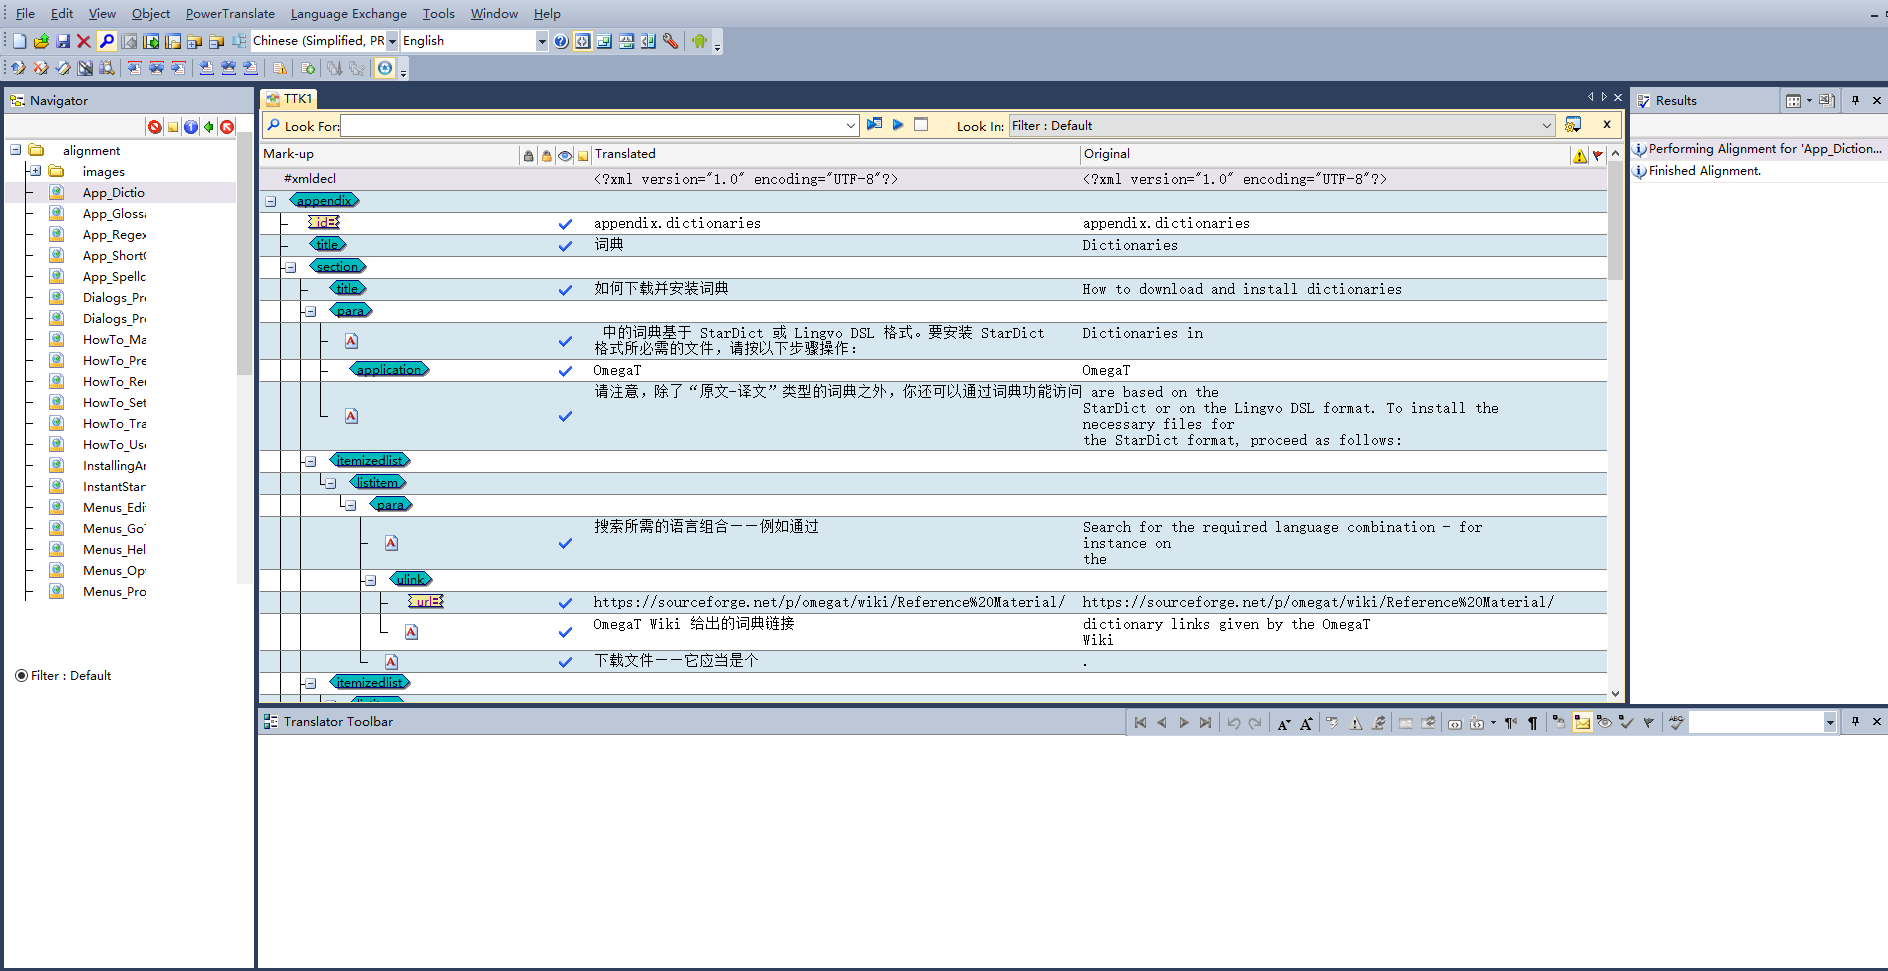 File Edit View Object PowerTranslate Language Exchange Tools Window Help
Chinese (Simplified, PR English
Navigator
TTK1
Results
Look For: Look In: Filter : Default
Mark-up Translated Original
alignment
images
App_Dictio
App_Gloss
App_Regex
App_Short
App_Spellc
Dialogs_Pr
Dialogs_Pr
HowTo_Ma
HowTo_Pre
HowTo_Re
HowTo_Set
HowTo_Tra
HowTo_Us
InstallingAr
InstantStar
Menus_Edi
Menus_Go
Menus_Hel
Menus_Op
Menus_Pro
Filter : Default
#xmldecl <?xml version="1.0" encoding="UTF-8"?> <?xml version="1.0" encoding="UTF-8"?>
appendix
id= appendix.dictionaries appendix.dictionaries
title 词典 Dictionaries
section
title 如何下载并安装词典 How to download and install dictionaries
para
中的词典基于 StarDict 或 Lingvo DSL 格式。要安装 StarDict
格式所必需的文件，请按以下步骤操作：
Dictionaries in
application OmegaT OmegaT
请注意，除了“原文-译文”类型的词典之外，你还可以通过词典功能访问
are based on the
StarDict or on the Lingvo DSL format. To install the
necessary files for
the StarDict format, proceed as follows:
itemizedlist
listitem
para
搜索所需的语言组合——例如通过
Search for the required language combination - for
instance on
the
ulink
url= https://sourceforge.net/p/omegat/wiki/Reference%20Material/ https://sourceforge.net/p/omegat/wiki/Reference%20Material/
OmegaT Wiki 给出的词典链接
dictionary links given by the OmegaT
Wiki
下载文件——它应当是个 .
itemizedlist
Performing Alignment for 'App_Diction...
Finished Alignment.
Translator Toolbar